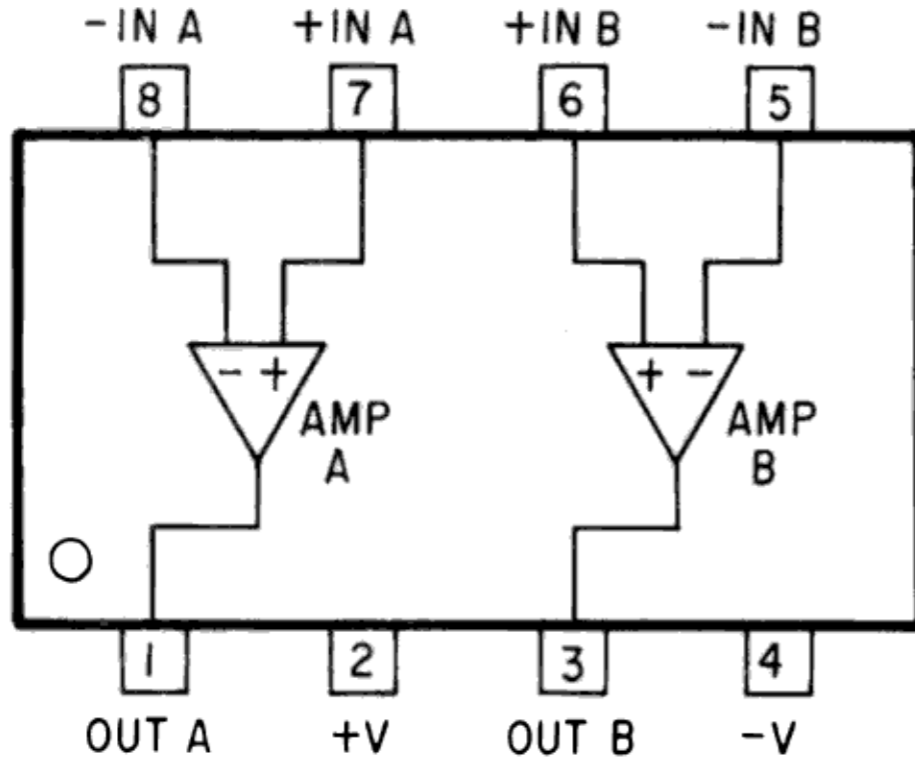 -IN A +IN A +IN B -IN B
8 7 6 5
- + + -
AMP A AMP B
1 2 3 4
OUT A +V OUT B -V